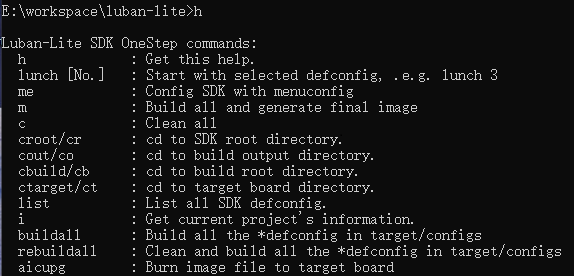 E:\workspace\luban-lite>h
Luban-Lite SDK OneStep commands:
h : Get this help.
lunch [No.] : Start with selected defconfig, .e.g. lunch 3
me : Config SDK with menuconfig
m : Build all and generate final image
c : Clean all
croot/cr : cd to SDK root directory.
cout/co : cd to build output directory.
cbuild/cb : cd to build root directory.
ctarget/ct : cd to target board directory.
list : List all SDK defconfig.
i : Get current project's information.
buildall : Build all the *defconfig in target/configs
rebuildall : Clean and build all the *defconfig in target/configs
aicupg : Burn image file to target board